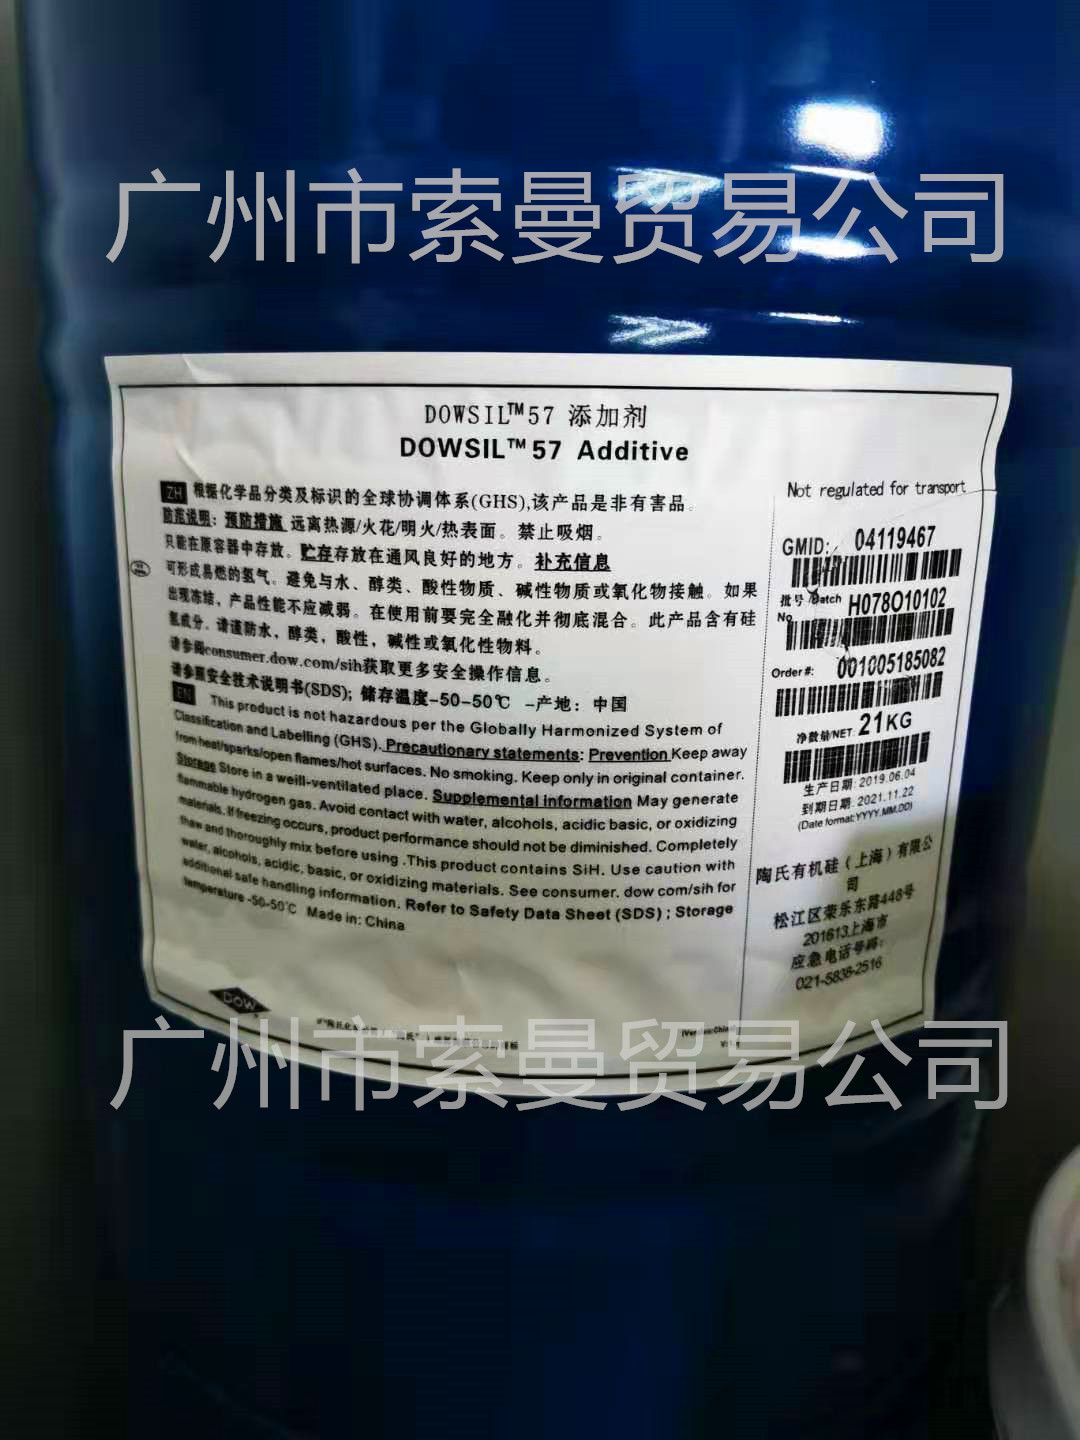 广州市索曼贸易公司
DOWSIL™57 添加剂
DOWSIL™57 Additive
ZH 根据化学品分类及标识的全球协调体系(GHS),该产品是非有害品。
防范说明: 预防措施 远离热源/火花/明火/热表面。禁止吸烟。
只能在原容器中存放。贮存存放在通风良好的地方。补充信息
可形成易燃的氢气。避免与水、醇类、酸性物质、碱性物质或氧化物接触。如果
出现冻结，产品性能不应减弱。在使用前要完全融化并彻底混合。此产品含有硅
氢成分。请谨防水，醇类，酸性，碱性或氧化性物料。
请参阅consumer.dow.com/sih获取更多安全操作信息。
请参照安全技术说明书(SDS); 储存温度-50-50℃ -产地：中国
EN This product is not hazardous per the Globally Harmonized System of
Classification and Labelling (GHS). Precautionary statements: Prevention Keep away
from heat/sparks/open flames/hot surfaces. No smoking. Keep only in original container.
Storage Store in a weill-ventilated place. Supplemental information May generate
flammable hydrogen gas. Avoid contact with water, alcohols, acidic basic, or oxidizing
materials. If freezing occurs, product performance should not be diminished. Completely
thaw and thoroughly mix before using .This product contains SiH. Use caution with
water, alcohols, acidic, basic, or oxidizing materials. See consumer. dow com/sih for
additional safe handling information. Refer to Safety Data Sheet (SDS) ; Storage
temperature -50-50℃ Made in: China
Not regulated for transport
GMID: 04119467
批号/Batch H078O10102
No
Order#: 001005185082
净数量/NET: 21KG
生产日期: 2019.06.04
到期日期: 2021.11.22
(Date format:YYYY.MM.DD)
陶氏有机硅（上海）有限公
司
松江区荣乐东路448号
201613上海市
应急电话号码:
021-5838-2516
DOW
广州市索曼贸易公司